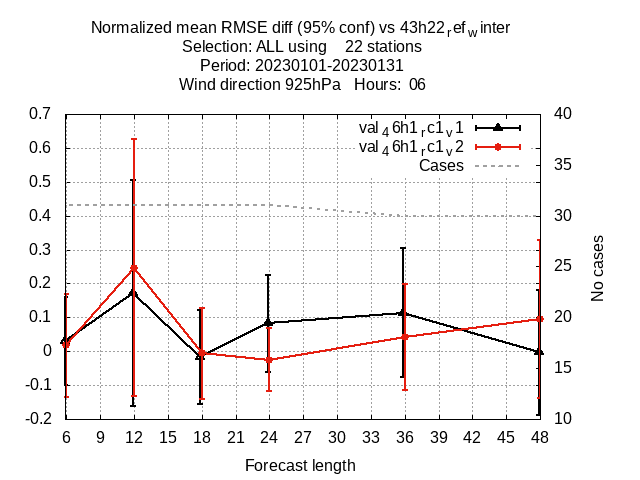 Normalized mean RMSE diff (95% conf) vs 43h22refwinter
Selection: ALL using 22 stations
Period: 20230101-20230131
Wind direction 925hPa Hours: 06
val46h1rc1v1
val46h1rc1v2
Cases
0.7
0.6
0.5
0.4
0.3
0.2
0.1
0
-0.1
-0.2
40
35
30
25
20
15
10
No cases
6 9 12 15 18 21 24 27 30 33 36 39 42 45 48
Forecast length